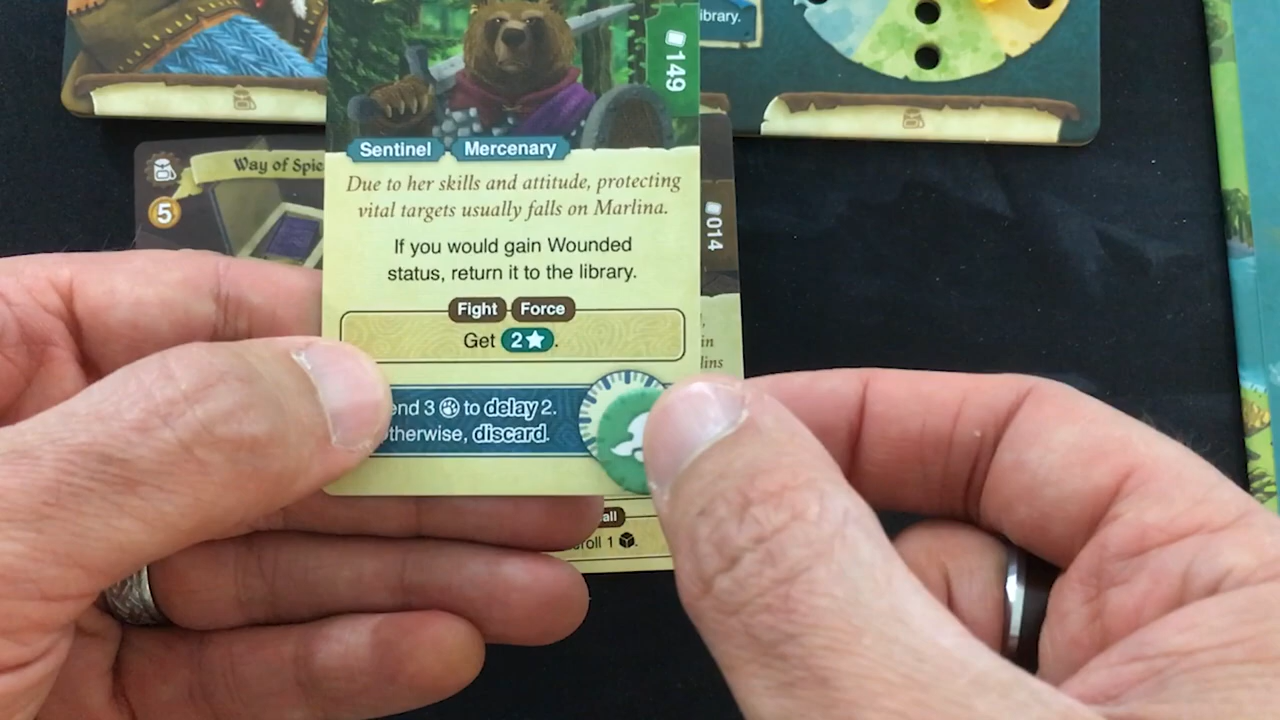 library.
149
Sentinel Mercenary
Way of Spic
5
Due to her skills and attitude, protecting
vital targets usually falls on Marlina.
014
If you would gain Wounded
status, return it to the library.
Fight Force
Get 2
in
lins
end 3 to delay 2.
otherwise, discard.
all
roll 1